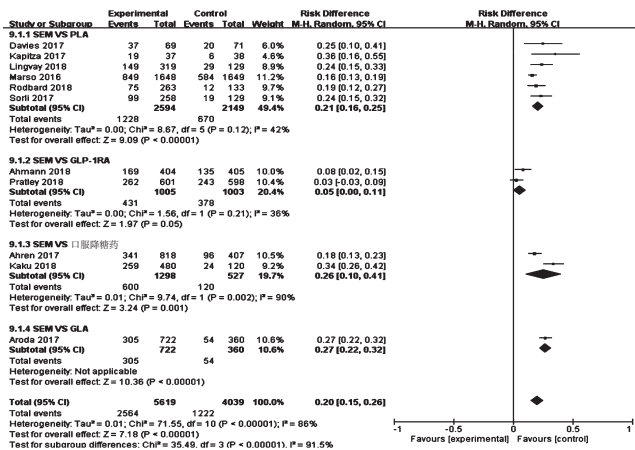 Experimental Control Risk Difference Risk Difference
Study or Subgroup Events Total Events Total Weight M-H. Random. 95% CI M-H. Random. 95% CI
9.1.1 SEM VS PLA
Davies 2017 37 69 20 71 6.0% 0.25 [0.10, 0.41]
Kapitza 2017 19 37 6 38 4.6% 0.36 [0.16, 0.55]
Lingvay 2018 149 319 29 129 9.6% 0.24 [0.15, 0.33]
Marso 2016 849 1648 584 1649 11.2% 0.16 [0.13, 0.19]
Rodbard 2018 75 263 12 133 9.7% 0.19 [0.12, 0.27]
Sorli 2017 99 258 19 129 9.4% 0.24 [0.15, 0.32]
Subtotal (95% CI) 2594 2149 49.4% 0.21 [0.16, 0.25]
Total events 1228 670
Heterogeneity: Tau² = 0.00; Chi² = 8.67, df = 5 (P = 0.12); I² = 42%
Test for overall effect: Z = 9.09 (P < 0.00001)
9.1.2 SEM VS GLP-1RA
Ahmann 2018 169 404 135 405 10.2% 0.08 [0.02, 0.15]
Pratley 2018 262 601 243 598 10.4% 0.03 [-0.03, 0.09]
Subtotal (95% CI) 1005 1003 20.4% 0.05 [0.00, 0.11]
Total events 431 378
Heterogeneity: Tau² = 0.00; Chi² = 1.56, df = 1 (P = 0.21); I² = 36%
Test for overall effect: Z = 1.97 (P = 0.05)
9.1.3 SEM VS 口服降糖药
Ahren 2017 341 818 96 407 10.5% 0.18 [0.13, 0.23]
Kaku 2018 259 480 24 120 9.2% 0.34 [0.26, 0.42]
Subtotal (95% CI) 1298 527 19.7% 0.26 [0.10, 0.41]
Total events 600 120
Heterogeneity: Tau² = 0.01; Chi² = 9.74, df = 1 (P = 0.002); I² = 90%
Test for overall effect: Z = 3.24 (P = 0.001)
9.1.4 SEM VS GLA
Aroda 2017 305 722 54 360 10.6% 0.27 [0.22, 0.32]
Subtotal (95% CI) 722 360 10.6% 0.27 [0.22, 0.32]
Total events 305 54
Heterogeneity: Not applicable
Test for overall effect: Z = 10.36 (P < 0.00001)
Total (95% CI) 5619 4039 100.0% 0.20 [0.15, 0.26]
Total events 2564 1222
Heterogeneity: Tau² = 0.01; Chi² = 71.55, df = 10 (P < 0.00001); I² = 86%
Test for overall effect: Z = 7.18 (P < 0.00001)
Test for subgroup differences: Chi² = 35.49, df = 3 (P < 0.00001), I² = 91.5%
-1 -0.5 0 0.5 1
Favours [experimental] Favours [control]